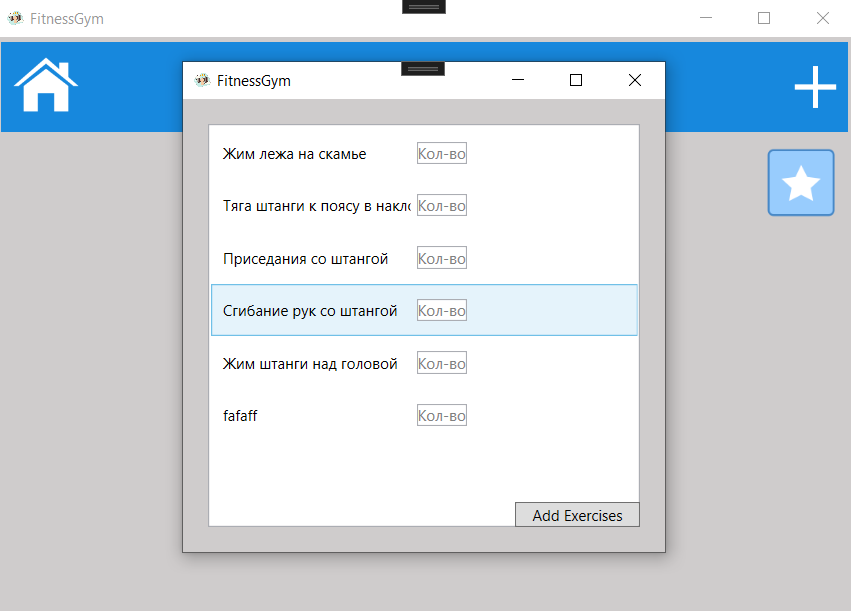 FitnessGym
FitnessGym
Жим лежа на скамье Кол-во
Тяга штанги к поясу в накло Кол-во
Приседания со штангой Кол-во
Сгибание рук со штангой Кол-во
Жим штанги над головой Кол-во
fafaff Кол-во
Add Exercises